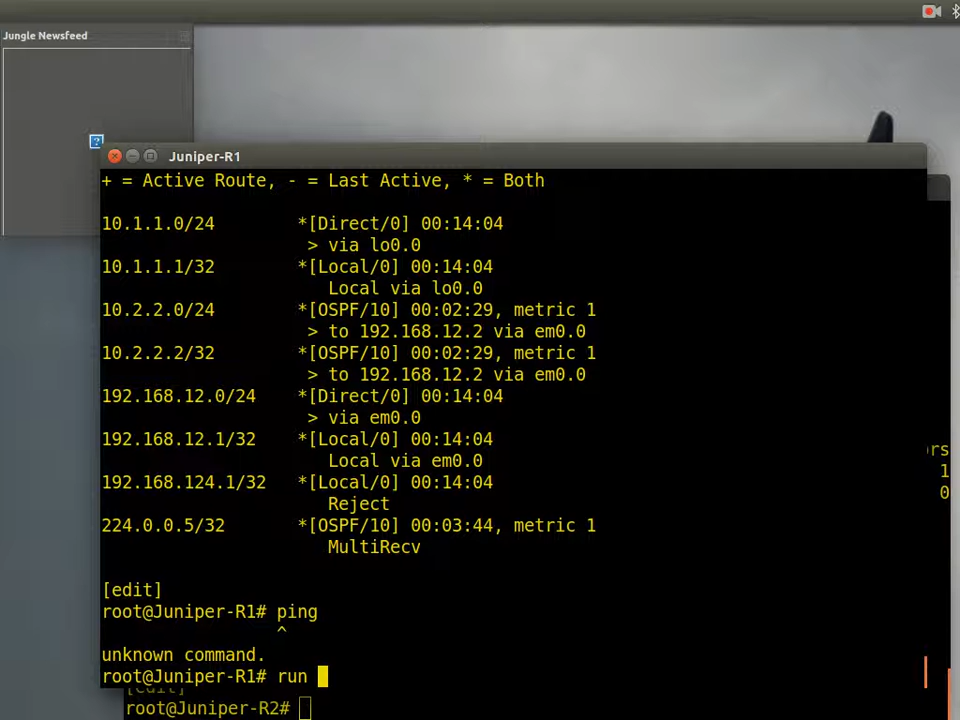 Jungle Newsfeed
?
Juniper-R1
+ = Active Route, - = Last Active, * = Both
10.1.1.0/24 *[Direct/0] 00:14:04
> via lo0.0
10.1.1.1/32 *[Local/0] 00:14:04
Local via lo0.0
10.2.2.0/24 *[OSPF/10] 00:02:29, metric 1
> to 192.168.12.2 via em0.0
10.2.2.2/32 *[OSPF/10] 00:02:29, metric 1
> to 192.168.12.2 via em0.0
192.168.12.0/24 *[Direct/0] 00:14:04
> via em0.0
192.168.12.1/32 *[Local/0] 00:14:04
Local via em0.0
192.168.124.1/32 *[Local/0] 00:14:04
Reject
224.0.0.5/32 *[OSPF/10] 00:03:44, metric 1
MultiRecv
[edit]
root@Juniper-R1# ping
^
unknown command.
root@Juniper-R1# run
rs
1
0
[edit]
root@Juniper-R2#